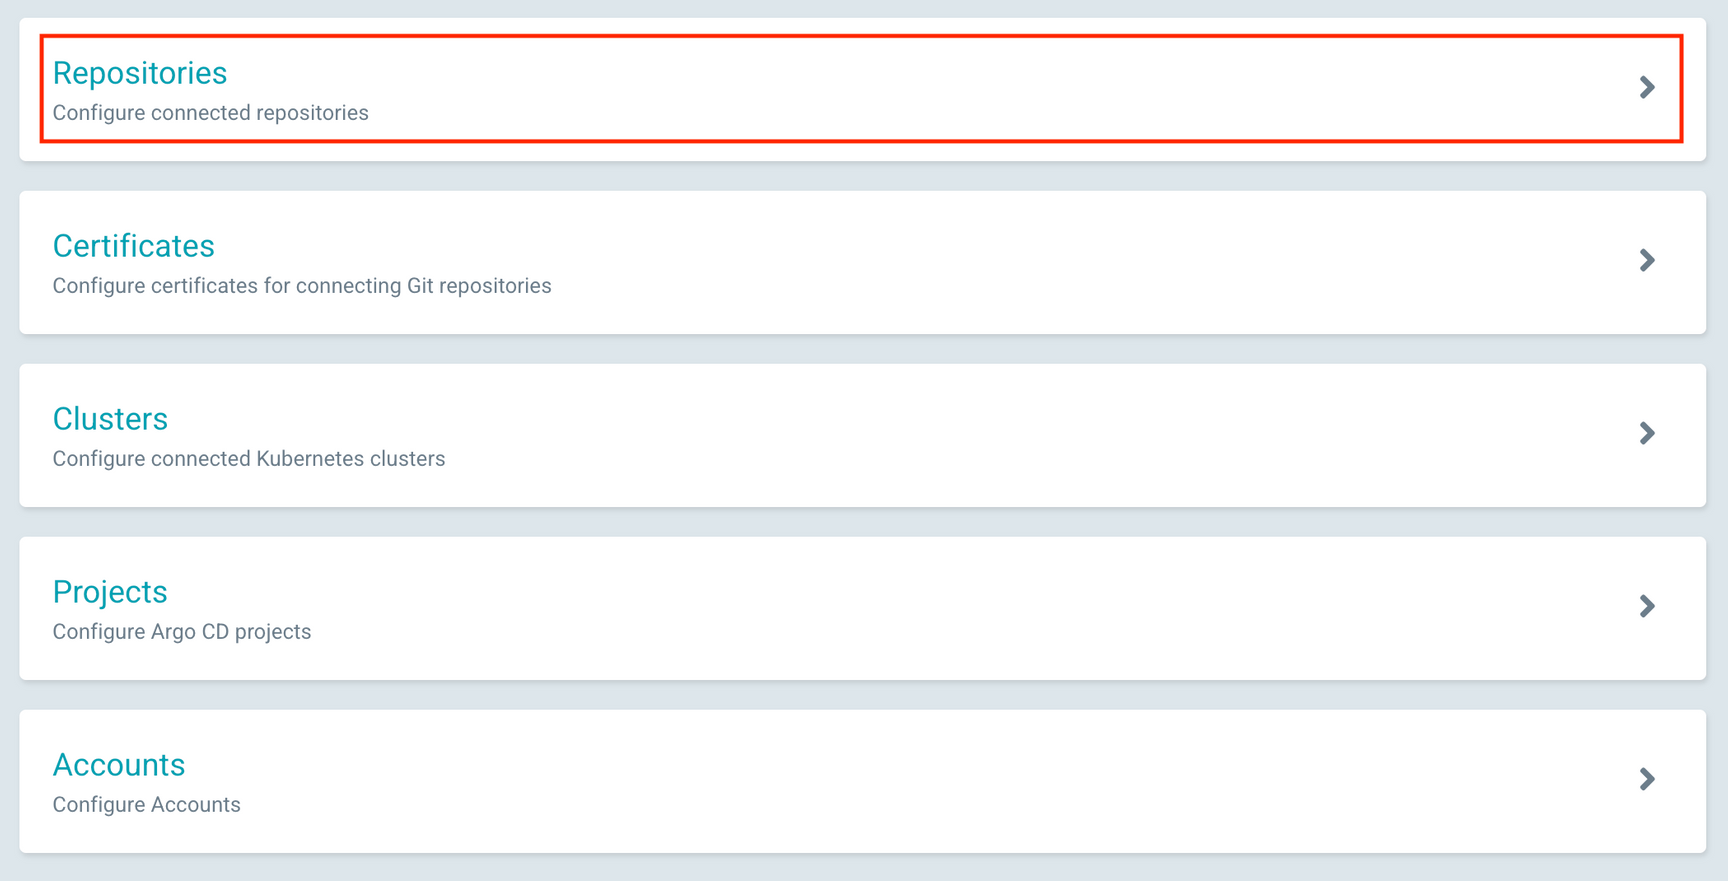 Repositories
Configure connected repositories
Certificates
Configure certificates for connecting Git repositories
Clusters
Configure connected Kubernetes clusters
Projects
Configure Argo CD projects
Accounts
Configure Accounts